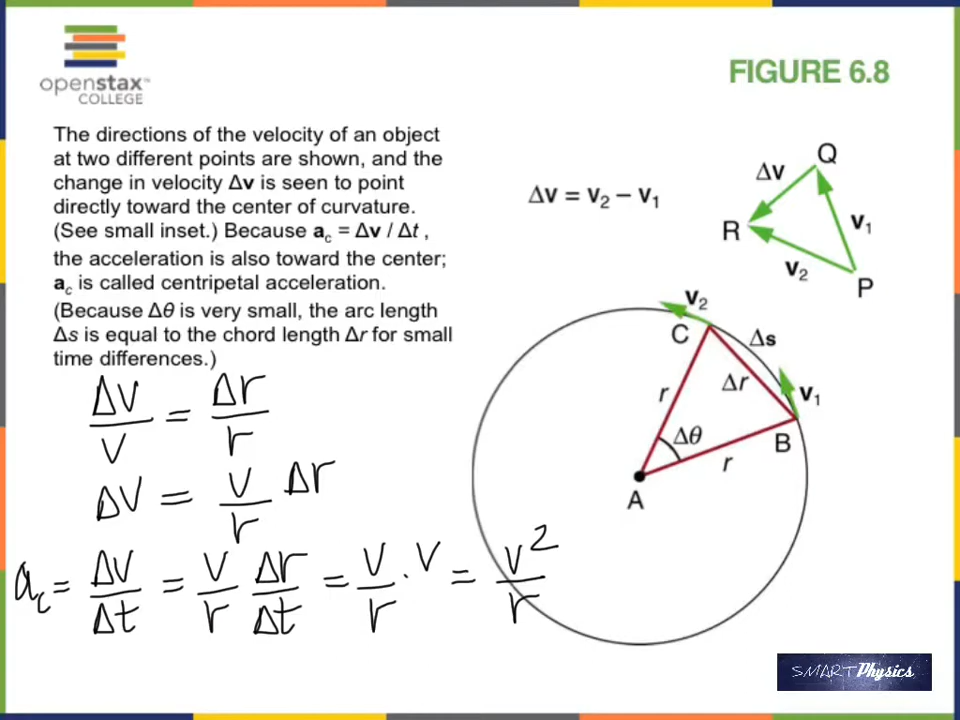 openstax™
COLLEGE
FIGURE 6.8
The directions of the velocity of an object
at two different points are shown, and the
change in velocity Δv is seen to point
directly toward the center of curvature.
(See small inset.) Because a_c = Δv / Δt ,
the acceleration is also toward the center;
a_c is called centripetal acceleration.
(Because Δθ is very small, the arc length
Δs is equal to the chord length Δr for small
time differences.)
Δv = v₂ – v₁
Q
Δv
R
v₁
v₂
P
v₂
C
Δs
r
Δr
v₁
Δθ
B
r
A
Δv/v = Δr/r
Δv = v/r Δr
a_c = Δv/Δt = v/r Δr/Δt = v/r · v = v²/r
SMARTPhysics